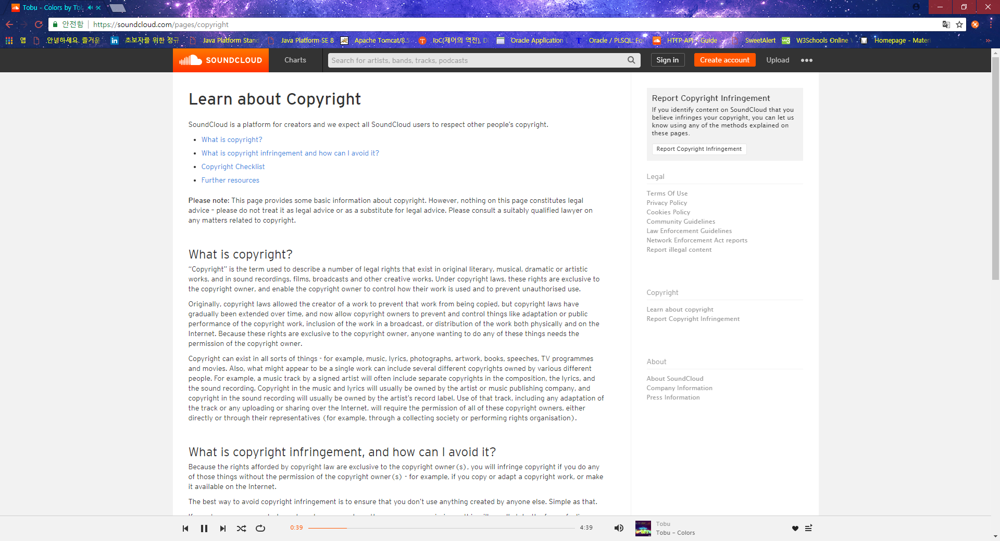 Tobu - Colors by Tob
안전함 https://soundcloud.com/pages/copyright
앱 안녕하세요. 즐거운 초보자를 위한 정규 Java Platform Stand Java Platform SE 8 Apache Tomcat/8.5 IoC(제어의 역전), D Oracle Application Oracle / PLSQL: HTTP API - Guide SweetAlert W3Schools Online Homepage - Materi
SOUNDCLOUD Charts Search for artists, bands, tracks, podcasts Sign in Create account Upload
Learn about Copyright
SoundCloud is a platform for creators and we expect all SoundCloud users to respect other people's copyright.
What is copyright?
What is copyright infringement and how can I avoid it?
Copyright Checklist
Further resources
Please note: This page provides some basic information about copyright. However, nothing on this page constitutes legal
advice – please do not treat it as legal advice or as a substitute for legal advice. Please consult a suitably qualified lawyer on
any matters related to copyright.
What is copyright?
“Copyright” is the term used to describe a number of legal rights that exist in original literary, musical, dramatic or artistic
works, and in sound recordings, films, broadcasts and other creative works. Under copyright laws, these rights are exclusive to
the copyright owner, and enable the copyright owner to control how their work is used and to prevent unauthorised use.
Originally, copyright laws allowed the creator of a work to prevent that work from being copied, but copyright laws have
gradually been extended over time, and now allow copyright owners to prevent and control things like adaptation or public
performance of the copyright work, inclusion of the work in a broadcast, or distribution of the work both physically and on the
Internet. Because these rights are exclusive to the copyright owner, anyone wanting to do any of these things needs the
permission of the copyright owner.
Copyright can exist in all sorts of things - for example, music, lyrics, photographs, artwork, books, speeches, TV programmes
and movies. Also, what might appear to be a single work can include several different copyrights owned by various different
people. For example, a music track by a signed artist will often include separate copyrights in the composition, the lyrics, and
the sound recording. Copyright in the music and lyrics will usually be owned by the artist or music publishing company, and
copyright in the sound recording will usually be owned by the artist's record label. Use of that track, including any adaptation of
the track or any uploading or sharing over the Internet, will require the permission of all of these copyright owners, either
directly or through their representatives (for example, through a collecting society or performing rights organisation).
What is copyright infringement, and how can I avoid it?
Because the rights afforded by copyright law are exclusive to the copyright owner(s), you will infringe copyright if you do any
of those things without the permission of the copyright owner(s) - for example, if you copy or adapt a copyright work, or make
it available on the Internet.
The best way to avoid copyright infringement is to ensure that you don't use anything created by anyone else. Simple as that.
Report Copyright Infringement
If you identify content on SoundCloud that you
believe infringes your copyright, you can let us
know using any of the methods explained on
these pages.
Report Copyright Infringement
Legal
Terms Of Use
Privacy Policy
Cookies Policy
Community Guidelines
Law Enforcement Guidelines
Network Enforcement Act reports
Report illegal content
Copyright
Learn about copyright
Report Copyright Infringement
About
About SoundCloud
Company Information
Press Information
0:39 4:39
Tobu
Tobu – Colors